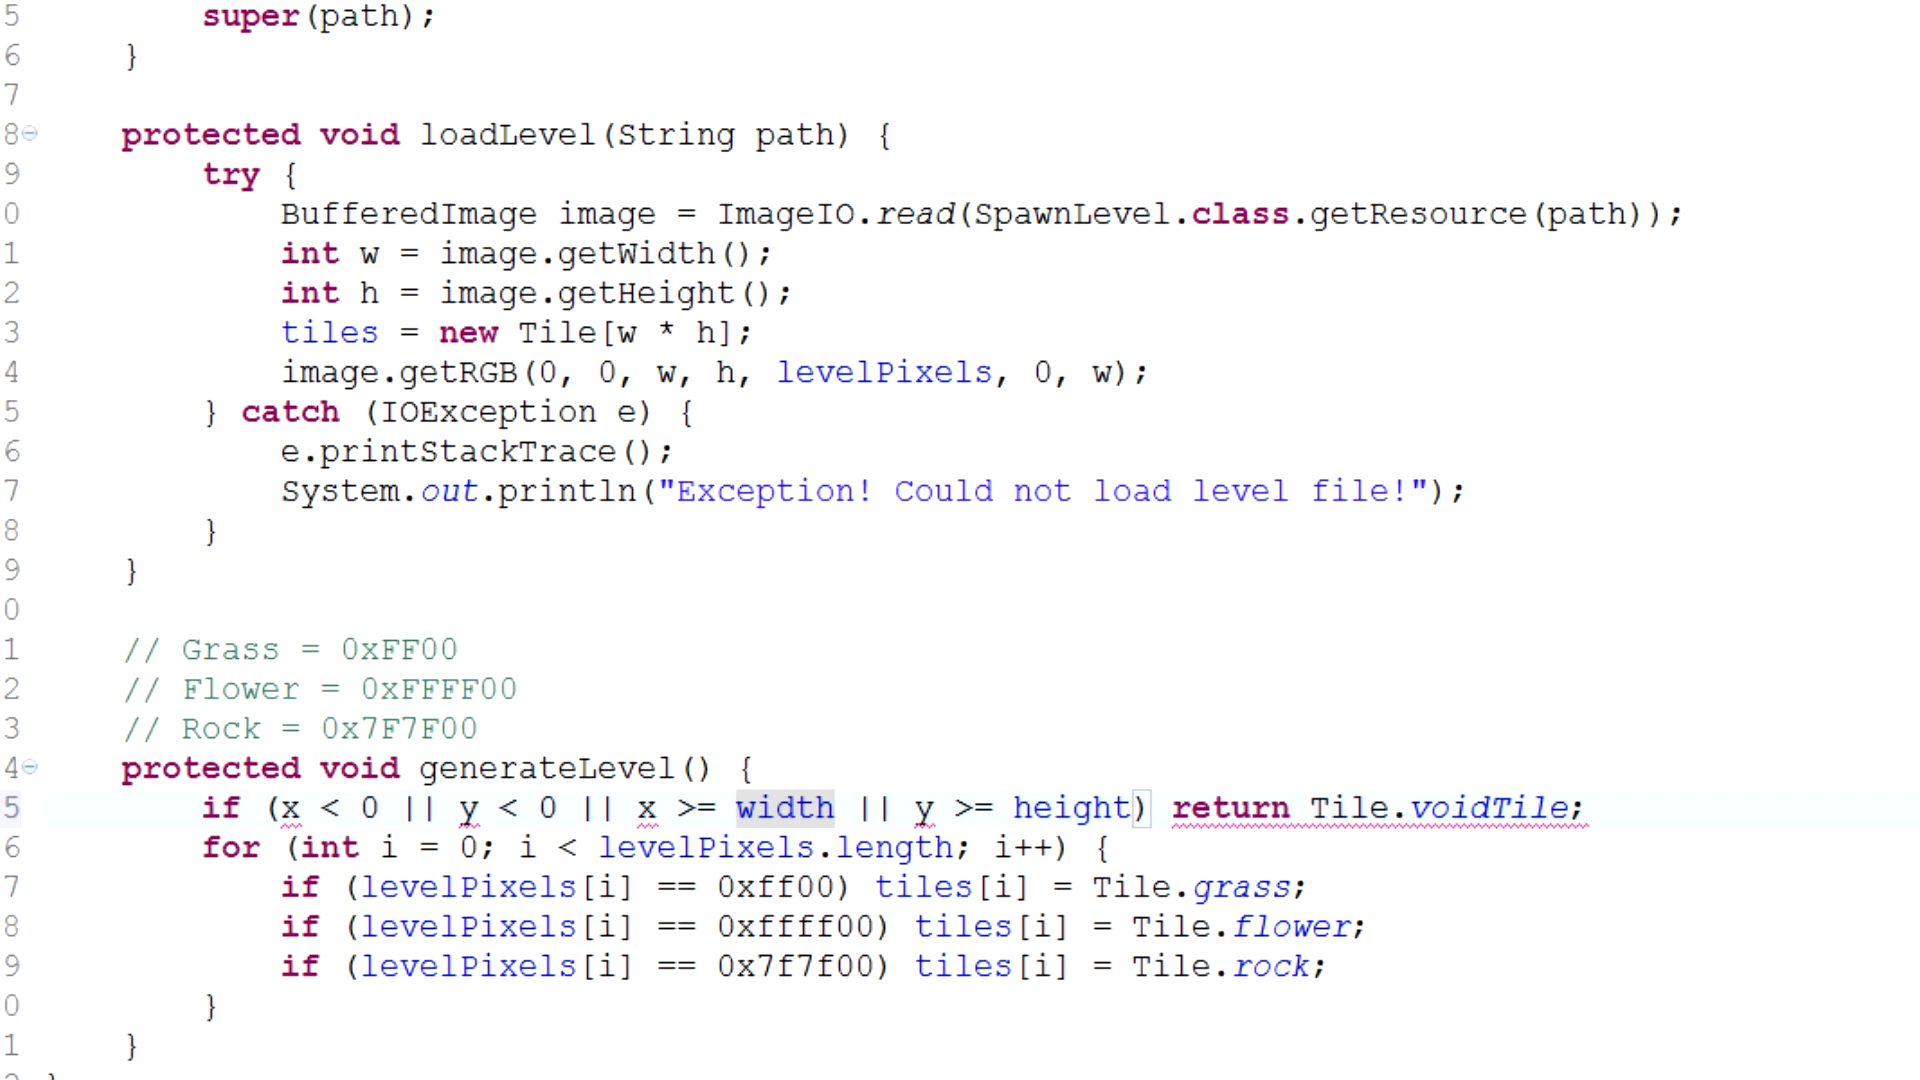 5 super(path);
6 }
7
8 protected void loadLevel(String path) {
9 try {
0 BufferedImage image = ImageIO.read(SpawnLevel.class.getResource(path));
1 int w = image.getWidth();
2 int h = image.getHeight();
3 tiles = new Tile[w * h];
4 image.getRGB(0, 0, w, h, levelPixels, 0, w);
5 } catch (IOException e) {
6 e.printStackTrace();
7 System.out.println("Exception! Could not load level file!");
8 }
9 }
0
1 // Grass = 0xFF00
2 // Flower = 0xFFFF00
3 // Rock = 0x7F7F00
4 protected void generateLevel() {
5 if (x < 0 || y < 0 || x >= width || y >= height) return Tile.voidTile;
6 for (int i = 0; i < levelPixels.length; i++) {
7 if (levelPixels[i] == 0xff00) tiles[i] = Tile.grass;
8 if (levelPixels[i] == 0xffff00) tiles[i] = Tile.flower;
9 if (levelPixels[i] == 0x7f7f00) tiles[i] = Tile.rock;
0 }
1 }